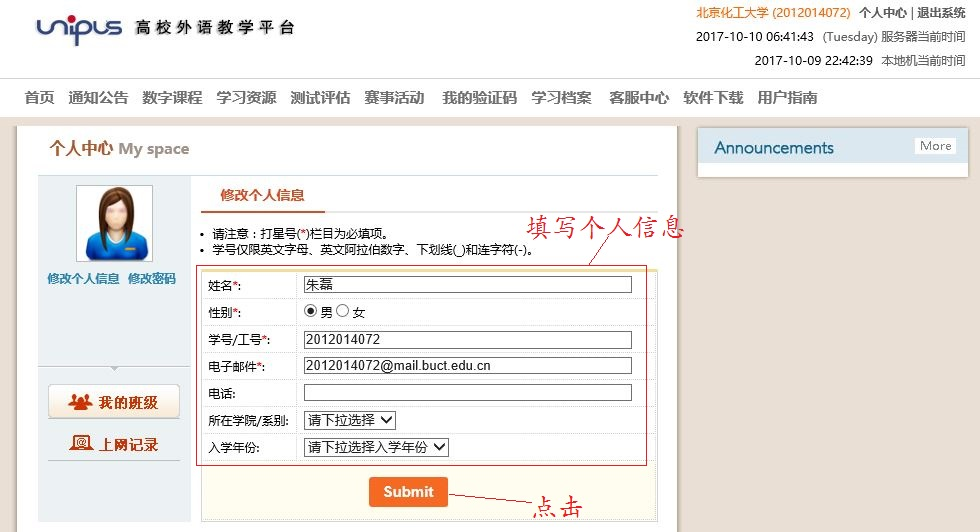 unipus 高校外语教学平台
北京化工大学 (2012014072) 个人中心 | 退出系统
2017-10-10 06:41:43 (Tuesday) 服务器当前时间
2017-10-09 22:42:39 本地机当前时间
首页 通知公告 数字课程 学习资源 测试评估 赛事活动 我的验证码 学习档案 客服中心 软件下载 用户指南
个人中心 My space
Announcements More
修改个人信息 修改密码
我的班级
上网记录
修改个人信息
• 请注意：打星号(*)栏目为必填项。
• 学号仅限英文字母、英文阿拉伯数字、下划线(_)和连字符(-)。
填写个人信息
姓名*: 朱磊
性别*: 男 女
学号/工号*: 2012014072
电子邮件*: 2012014072@mail.buct.edu.cn
电话:
所在学院/系别: 请下拉选择
入学年份: 请下拉选择入学年份
Submit
点击